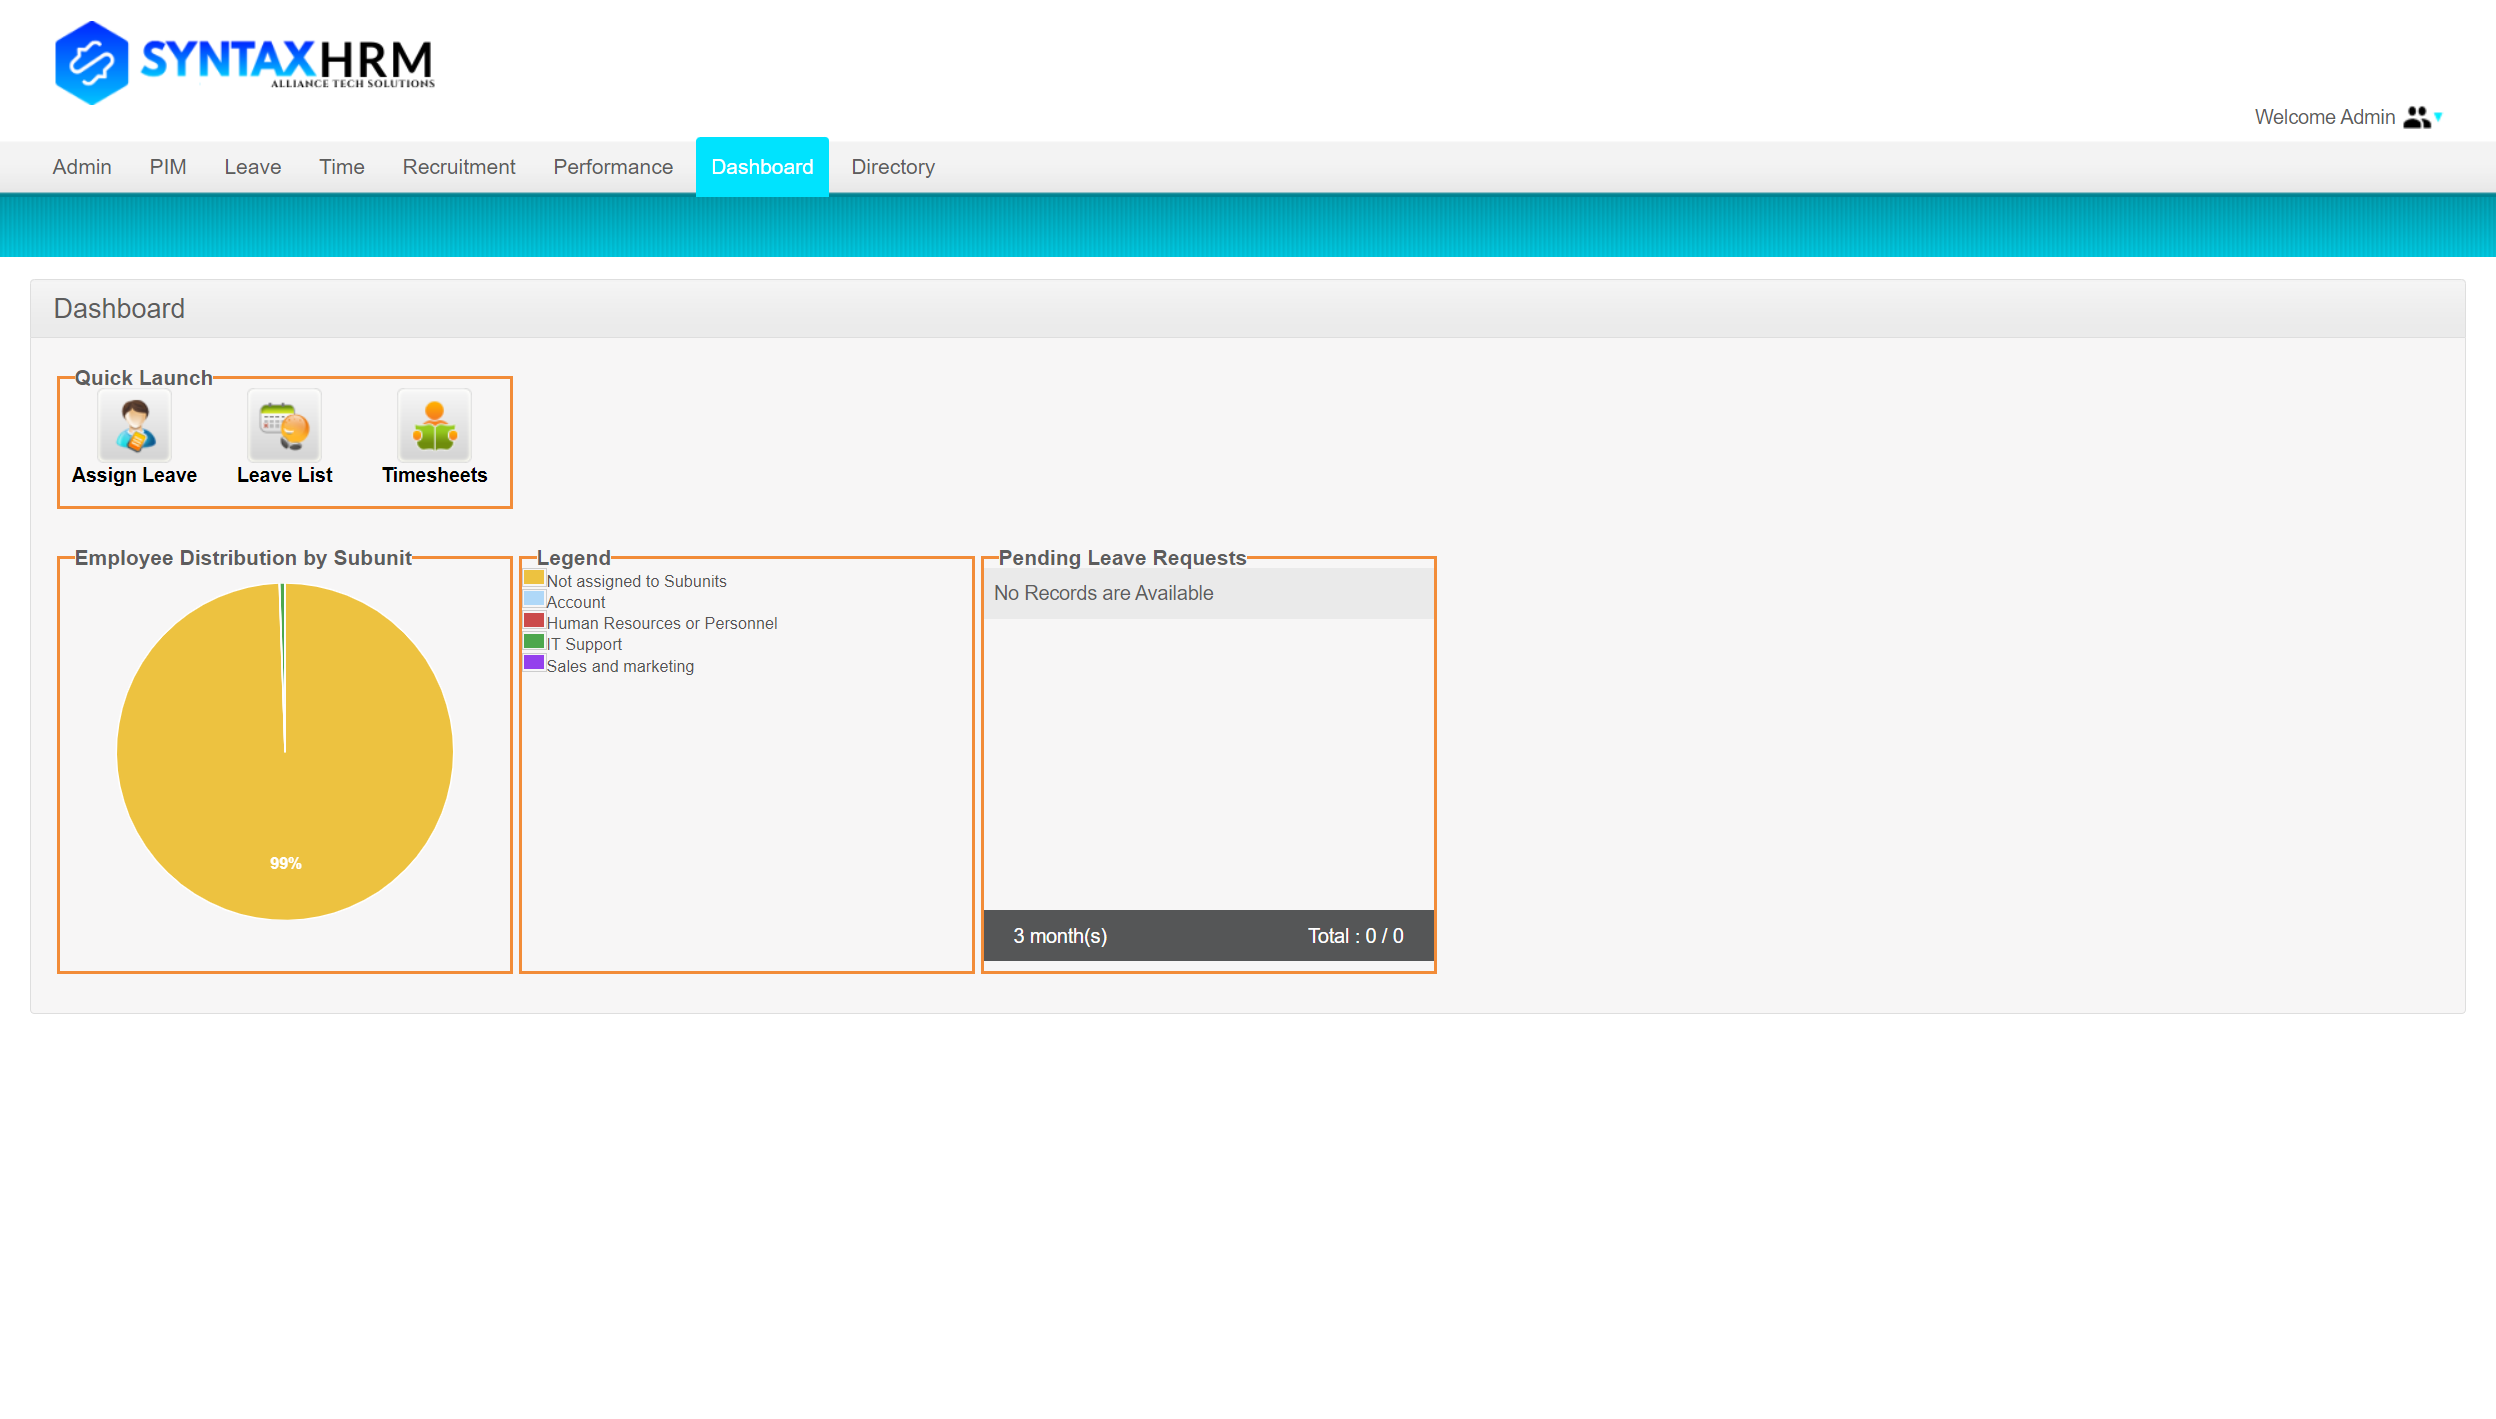 SYNTAXHRM
ALLIANCE TECH SOLUTIONS
Welcome Admin
Admin PIM Leave Time Recruitment Performance Dashboard Directory
Dashboard
Quick Launch
Assign Leave Leave List Timesheets
Employee Distribution by Subunit
99%
Legend
Not assigned to Subunits
Account
Human Resources or Personnel
IT Support
Sales and marketing
Pending Leave Requests
No Records are Available
3 month(s) Total : 0 / 0